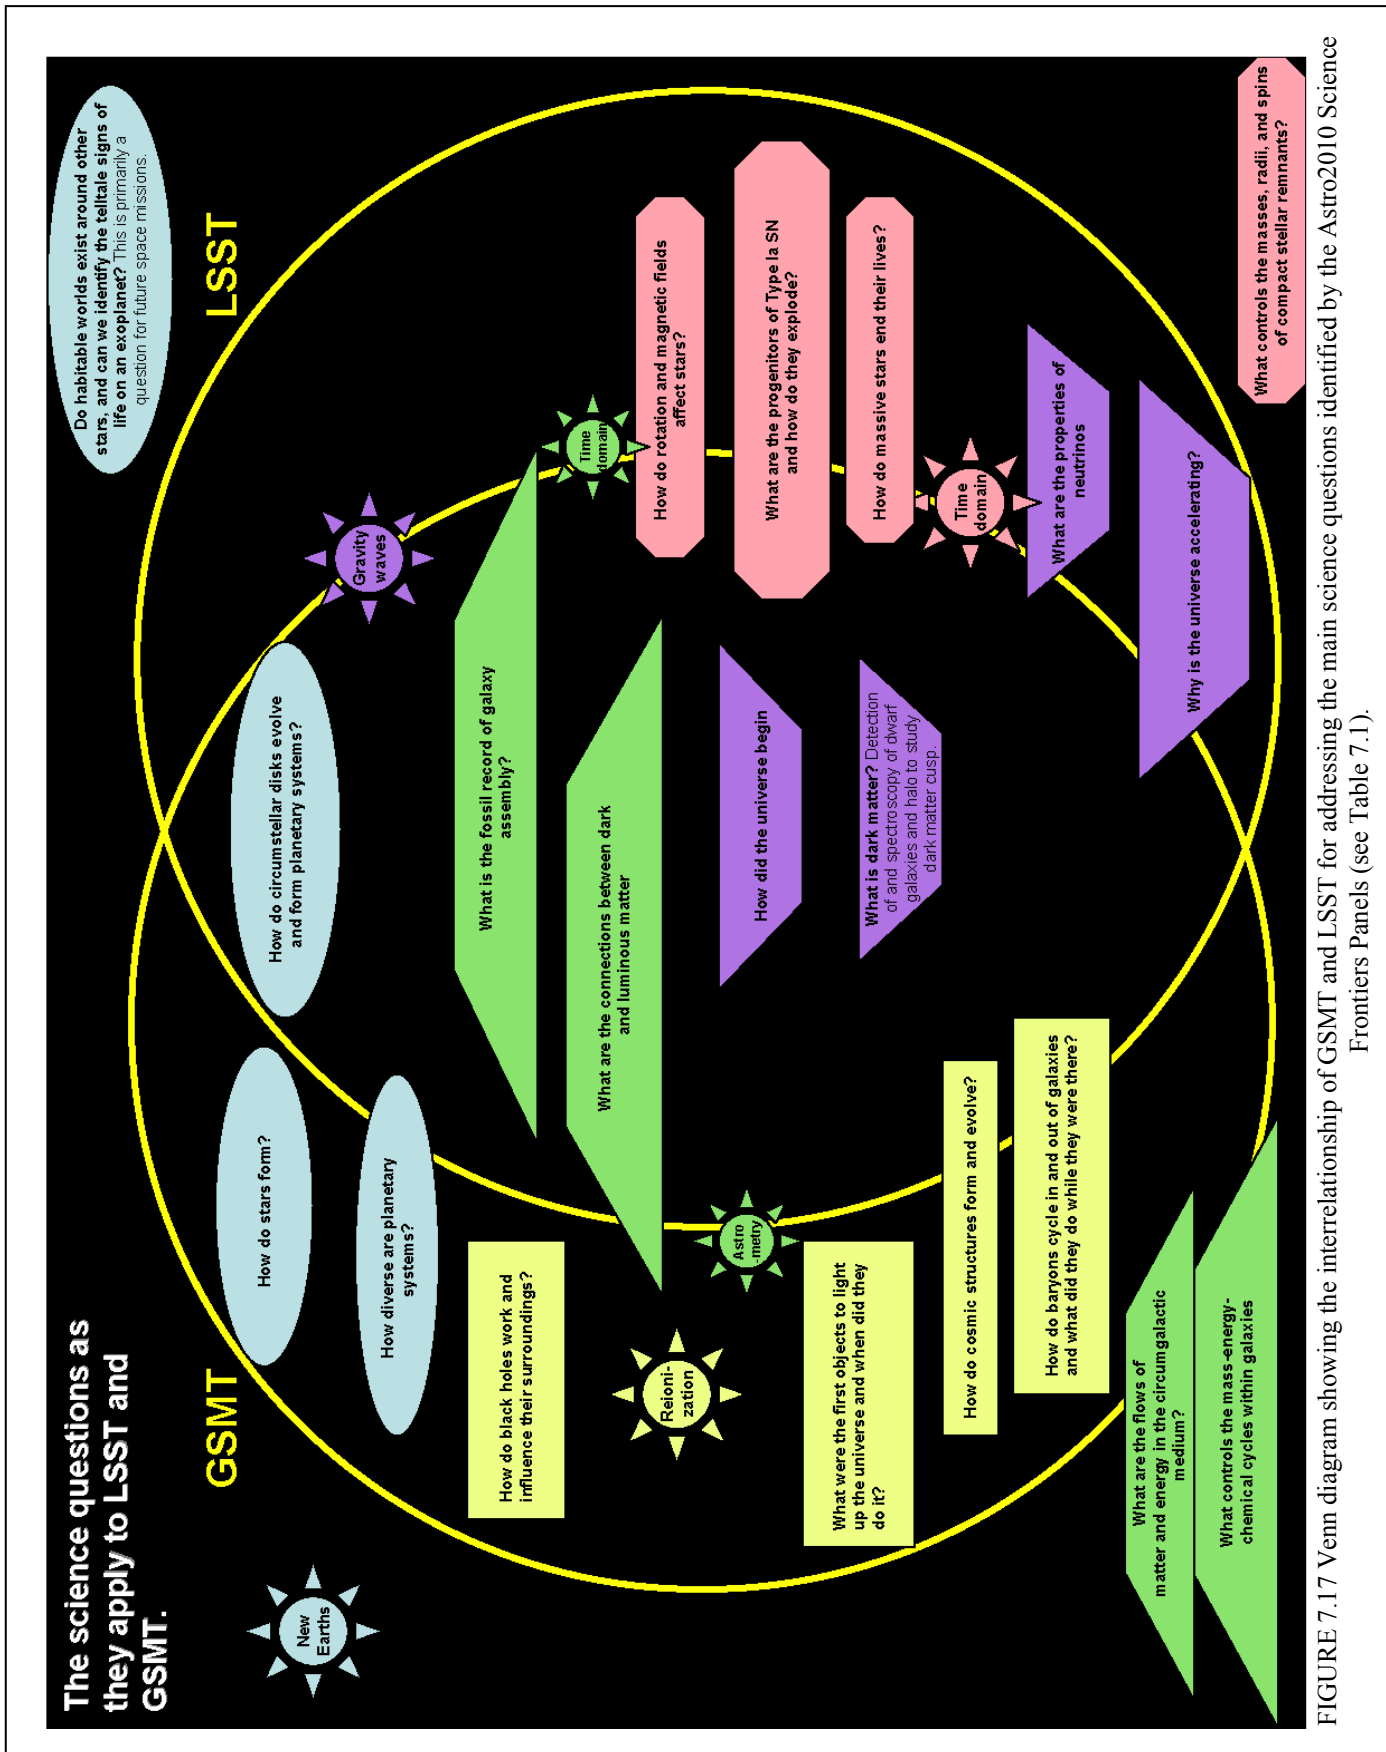 The science questions as
they apply to LSST and
GSMT.
Do habitable worlds exist around other
stars, and can we identify the telltale signs of
life on an exoplanet? This is primarily a
question for future space missions.
GSMT
LSST
New
Earths
How do stars form?
How do circumstellar disks evolve
and form planetary systems?
Gravity
waves
How diverse are planetary
systems?
What is the fossil record of galaxy
assembly?
Time
domain
How do black holes work and
influence their surroundings?
What are the connections between dark
and luminous matter
How do rotation and magnetic fields
affect stars?
Reioni-
zation
Astro
metry
How did the universe begin
What are the progenitors of Type Ia SN
and how do they explode?
What were the first objects to light
up the universe and when did they
do it?
What is dark matter? Detection
of and spectroscopy of dwarf
galaxies and halo to study
dark matter cusp.
How do massive stars end their lives?
How do cosmic structures form and evolve?
Time
domain
How do baryons cycle in and out of galaxies
and what did they do while they were there?
What are the properties of
neutrinos
What are the flows of
matter and energy in the circumgalactic
medium?
Why is the universe accelerating?
What controls the mass-energy-
chemical cycles within galaxies
What controls the masses, radii, and spins
of compact stellar remnants?
FIGURE 7.17 Venn diagram showing the interrelationship of GSMT and LSST for addressing the main science questions identified by the Astro2010 Science
Frontiers Panels (see Table 7.1).